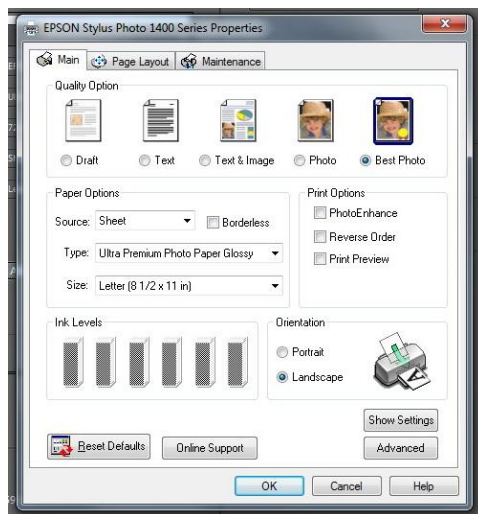 EPSON Stylus Photo 1400 Series Properties
Main Page Layout Maintenance
Quality Option
Draft Text Text & Image Photo Best Photo
Paper Options
Source: Sheet Borderless
Type: Ultra Premium Photo Paper Glossy
Size: Letter (8 1/2 x 11 in)
Print Options
PhotoEnhance
Reverse Order
Print Preview
Ink Levels
Orientation
Portrait
Landscape
Show Settings
Reset Defaults Online Support Advanced
OK Cancel Help